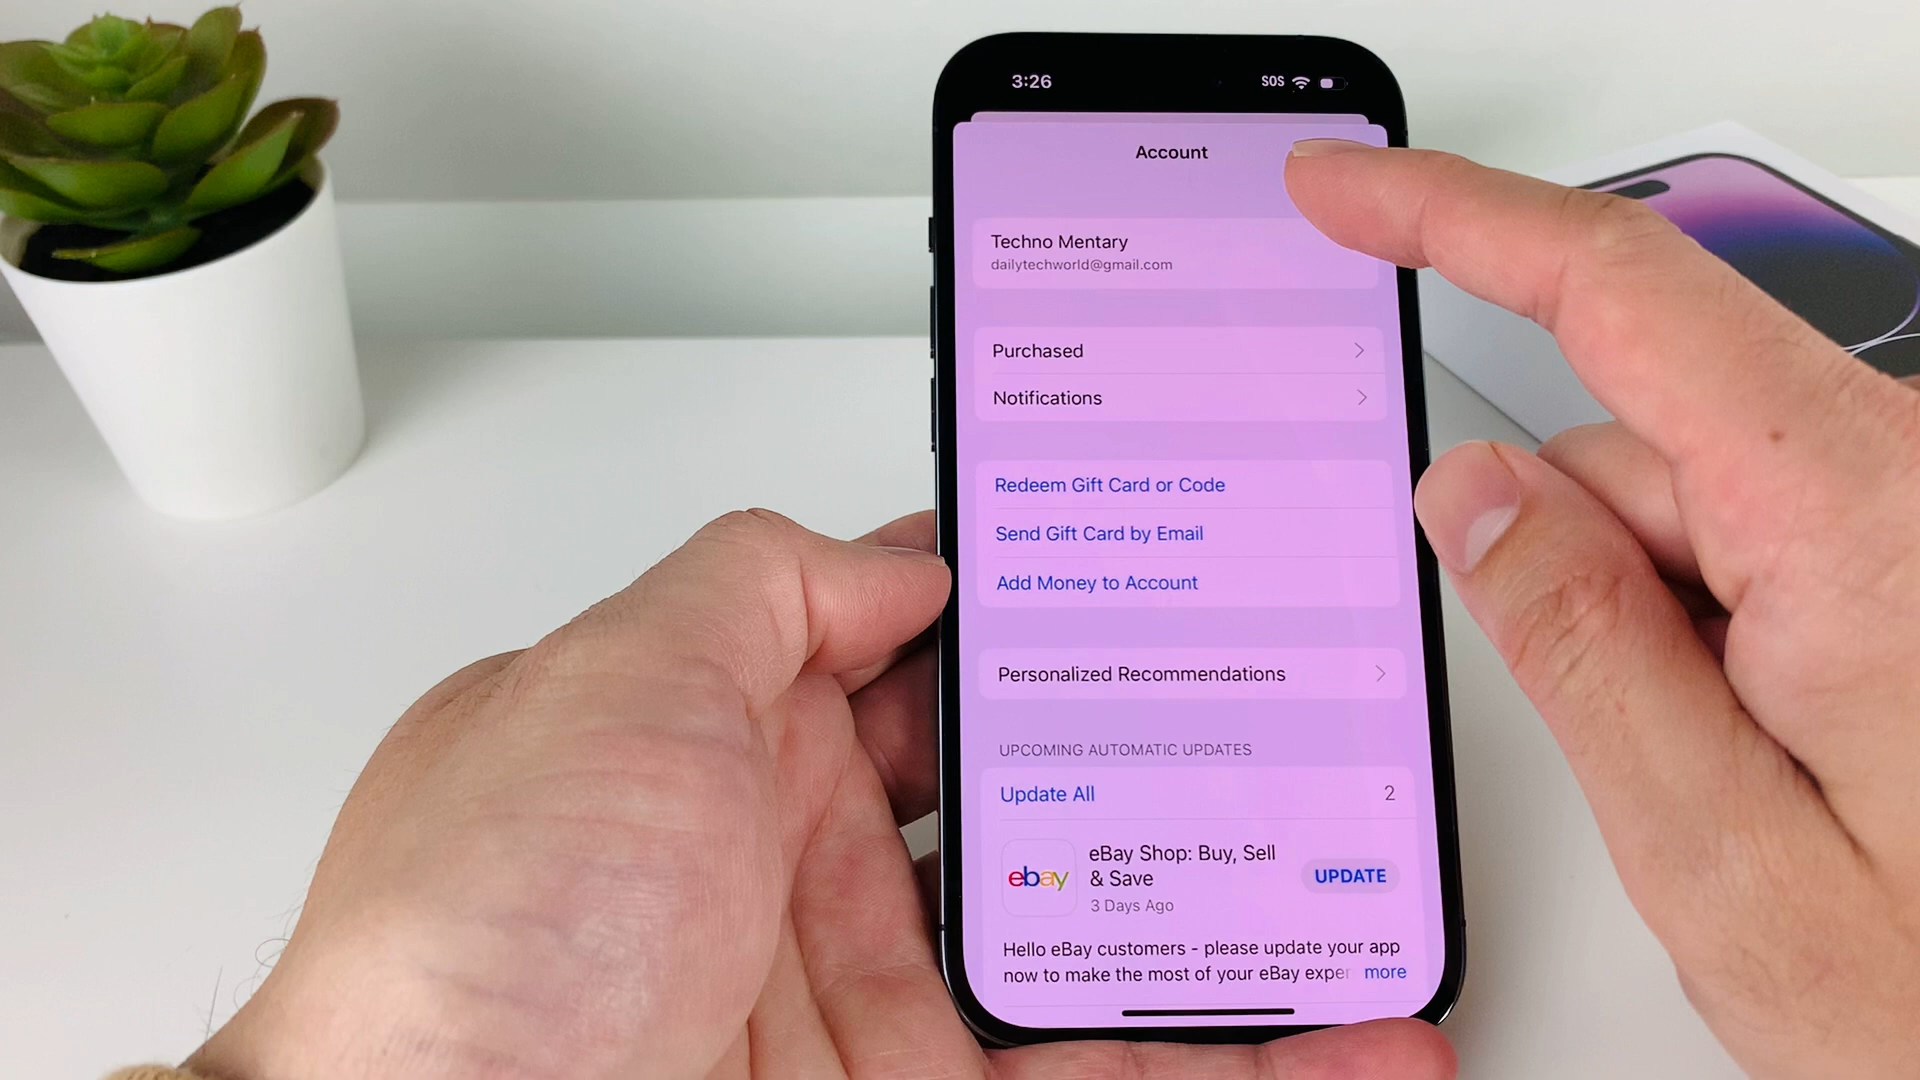 3:26 SOS
Account
Techno Mentary
dailytechworld@gmail.com
Purchased
Notifications
Redeem Gift Card or Code
Send Gift Card by Email
Add Money to Account
Personalized Recommendations
UPCOMING AUTOMATIC UPDATES
Update All 2
ebay
eBay Shop: Buy, Sell
& Save
UPDATE
3 Days Ago
Hello eBay customers - please update your app
now to make the most of your eBay exper more